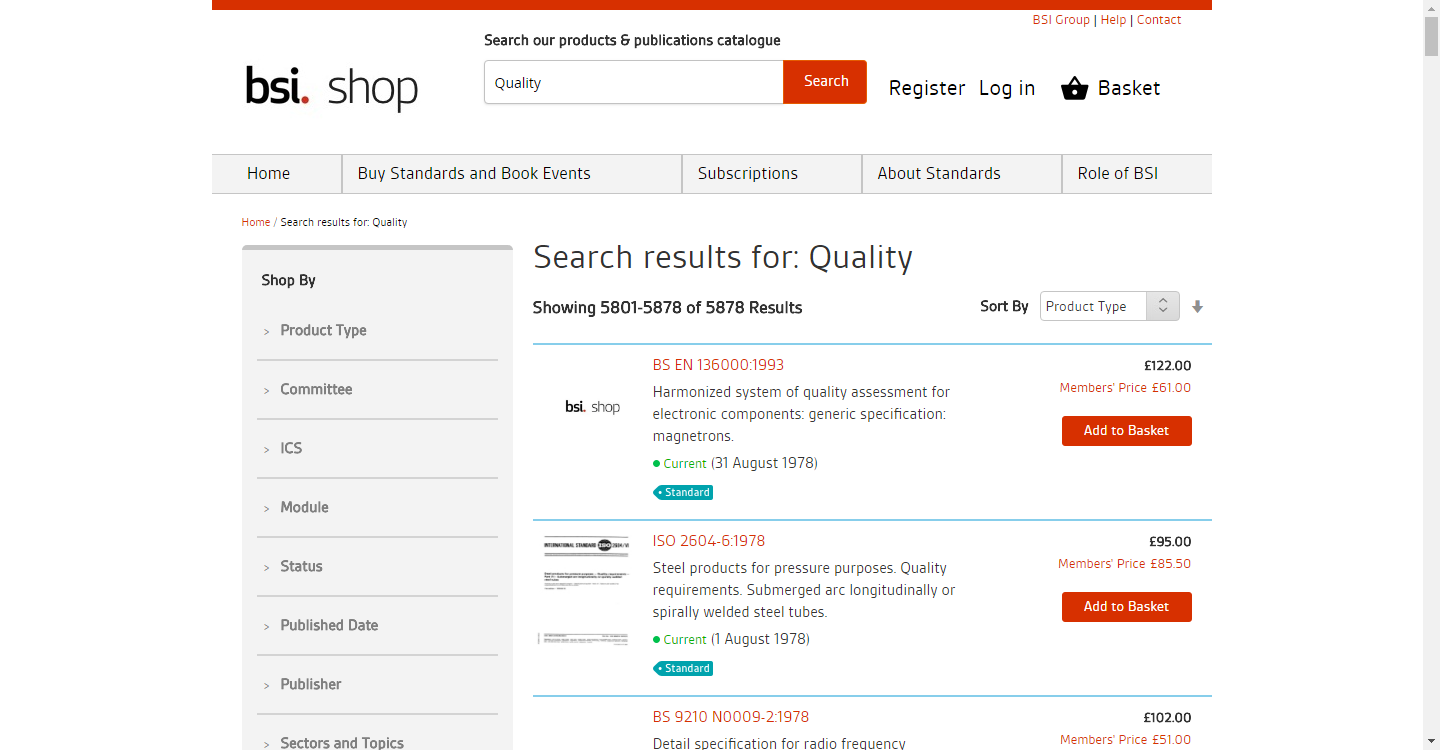 BSI Group | Help | Contact
Search our products & publications catalogue
bsi. shop
Quality
Search
Register
Log in
Basket
Home
Buy Standards and Book Events
Subscriptions
About Standards
Role of BSI
Home / Search results for: Quality
Shop By
> Product Type
> Committee
> ICS
> Module
> Status
> Published Date
> Publisher
> Sectors and Topics
Search results for: Quality
Showing 5801-5878 of 5878 Results
Sort By
Product Type
bsi. shop
BS EN 136000:1993
Harmonized system of quality assessment for
electronic components: generic specification:
magnetrons.
Current (31 August 1978)
Standard
£122.00
Members' Price £61.00
Add to Basket
INTERNATIONAL STANDARD ISO 2604/VI
ISO 2604-6:1978
Steel products for pressure purposes. Quality
requirements. Submerged arc longitudinally or
spirally welded steel tubes.
Current (1 August 1978)
Standard
£95.00
Members' Price £85.50
Add to Basket
BS 9210 N0009-2:1978
Detail specification for radio frequency
£102.00
Members' Price £51.00